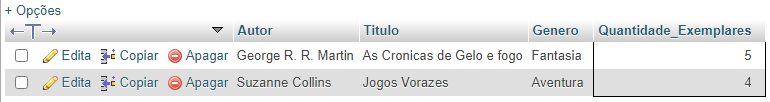 + Opções
←T→ Autor Titulo Genero Quantidade_Exemplares
Edita Copiar Apagar George R. R. Martin As Cronicas de Gelo e fogo Fantasia 5
Edita Copiar Apagar Suzanne Collins Jogos Vorazes Aventura 4